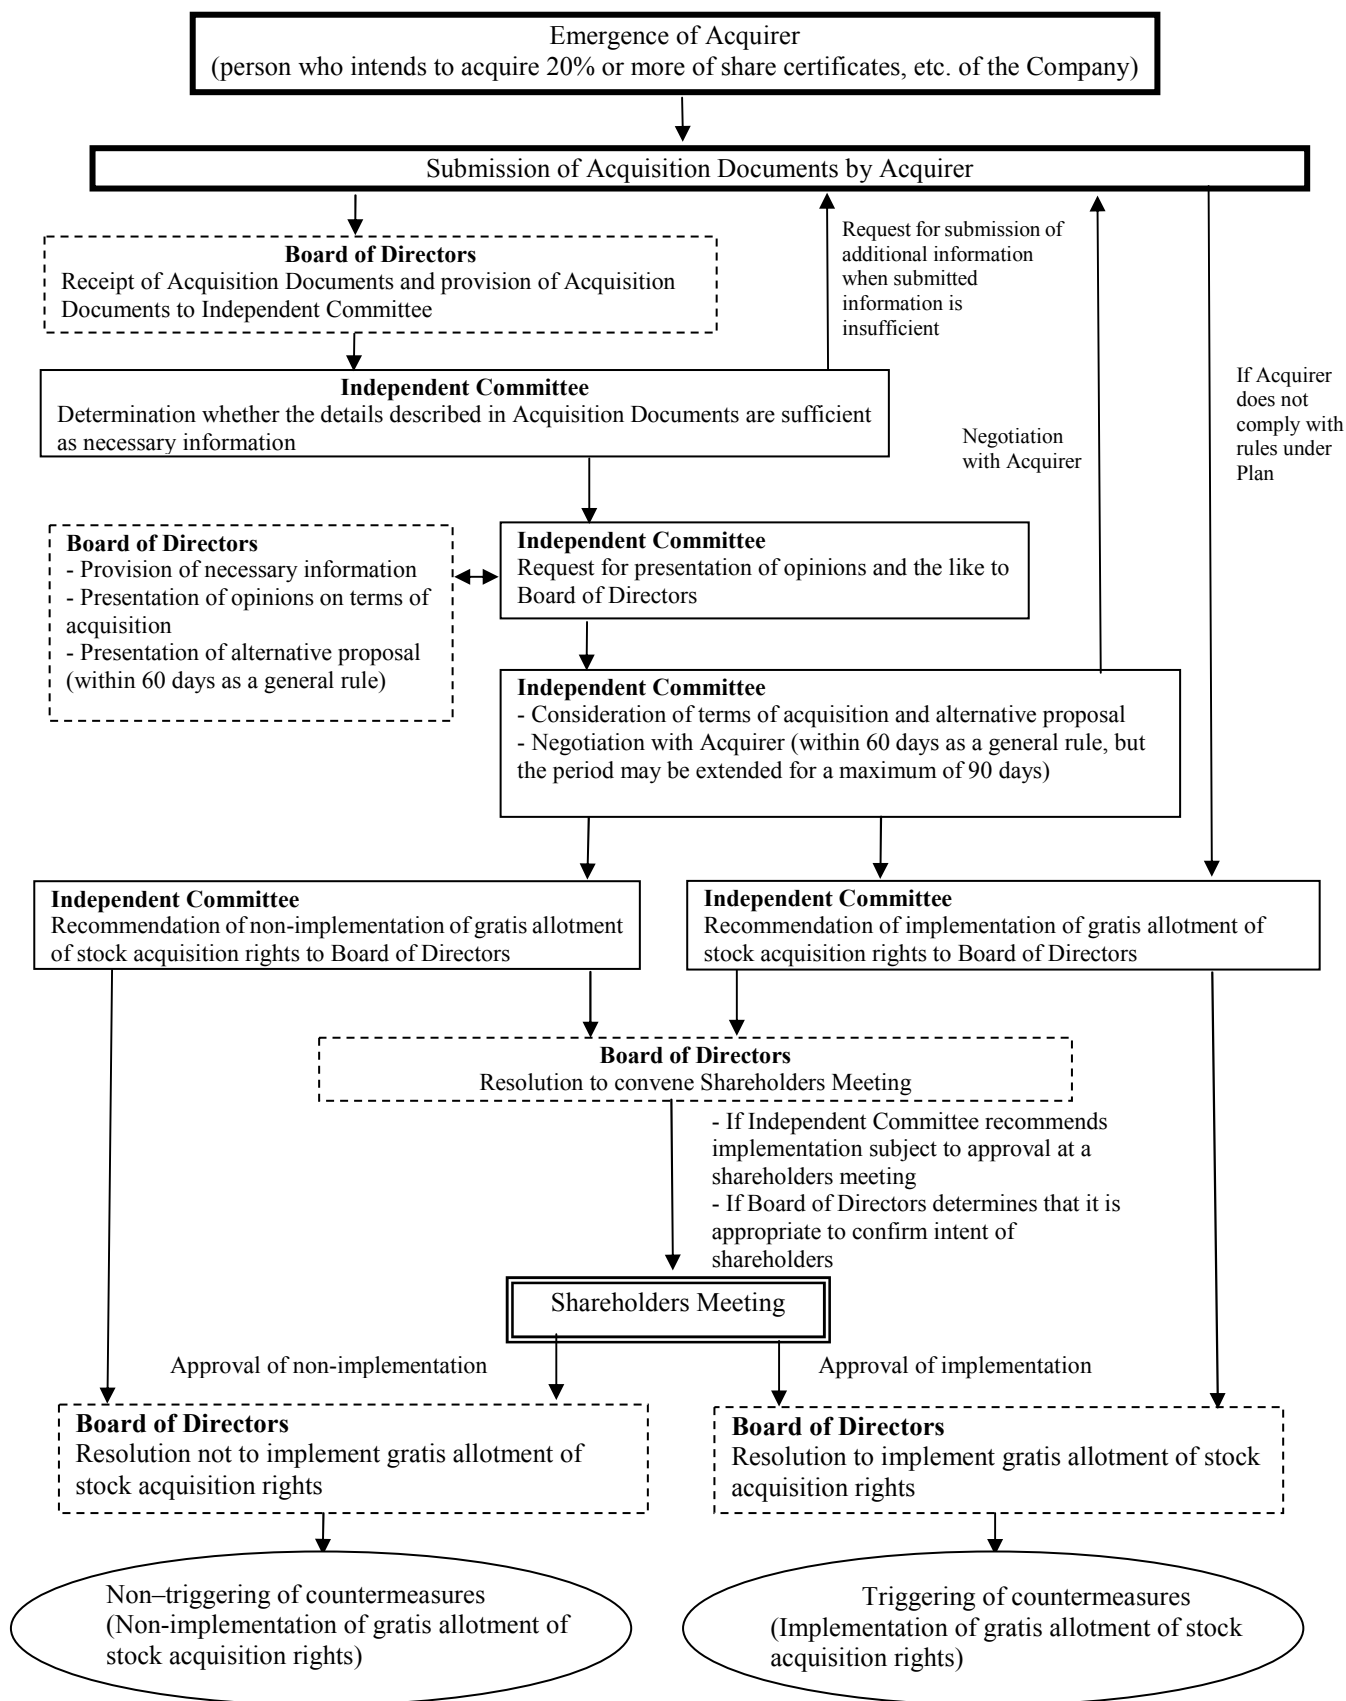 Emergence of Acquirer
(person who intends to acquire 20% or more of share certificates, etc. of the Company)
Submission of Acquisition Documents by Acquirer
Board of Directors
Receipt of Acquisition Documents and provision of Acquisition
Documents to Independent Committee
Request for submission of
additional information
when submitted
information is
insufficient
Independent Committee
Determination whether the details described in Acquisition Documents are sufficient
as necessary information
Negotiation
with Acquirer
If Acquirer
does not
comply with
rules under
Plan
Board of Directors
- Provision of necessary information
- Presentation of opinions on terms of
acquisition
- Presentation of alternative proposal
(within 60 days as a general rule)
Independent Committee
Request for presentation of opinions and the like to
Board of Directors
Independent Committee
- Consideration of terms of acquisition and alternative proposal
- Negotiation with Acquirer (within 60 days as a general rule, but
the period may be extended for a maximum of 90 days)
Independent Committee
Recommendation of non-implementation of gratis allotment
of stock acquisition rights to Board of Directors
Independent Committee
Recommendation of implementation of gratis allotment of
stock acquisition rights to Board of Directors
Board of Directors
Resolution to convene Shareholders Meeting
- If Independent Committee recommends
implementation subject to approval at a
shareholders meeting
- If Board of Directors determines that it is
appropriate to confirm intent of
shareholders
Shareholders Meeting
Approval of non-implementation
Approval of implementation
Board of Directors
Resolution not to implement gratis allotment of
stock acquisition rights
Board of Directors
Resolution to implement gratis allotment of stock
acquisition rights
Non–triggering of countermeasures
(Non-implementation of gratis allotment of
stock acquisition rights)
Triggering of countermeasures
(Implementation of gratis allotment of stock
acquisition rights)